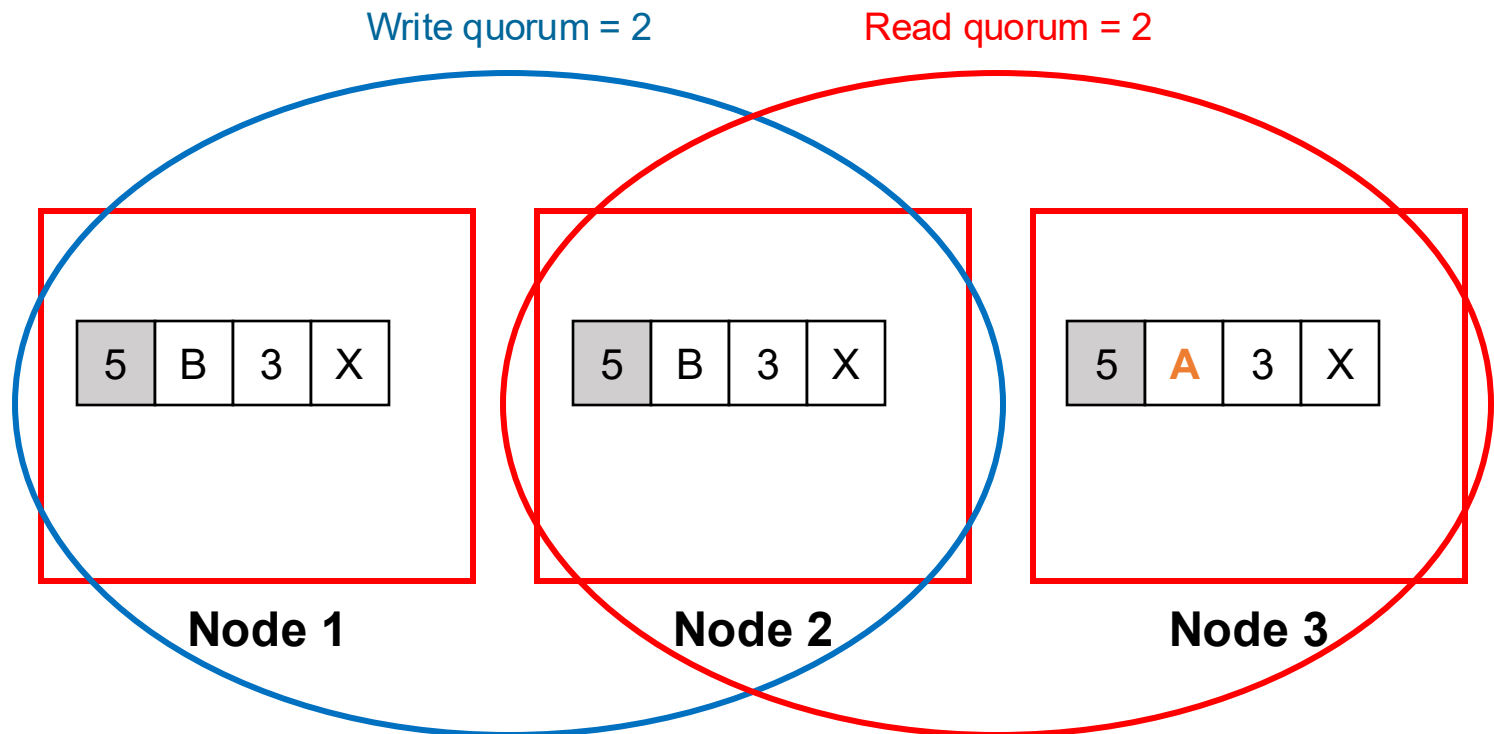 Write quorum = 2 Read quorum = 2
5 B 3 X 5 B 3 X 5 A 3 X
Node 1 Node 2 Node 3